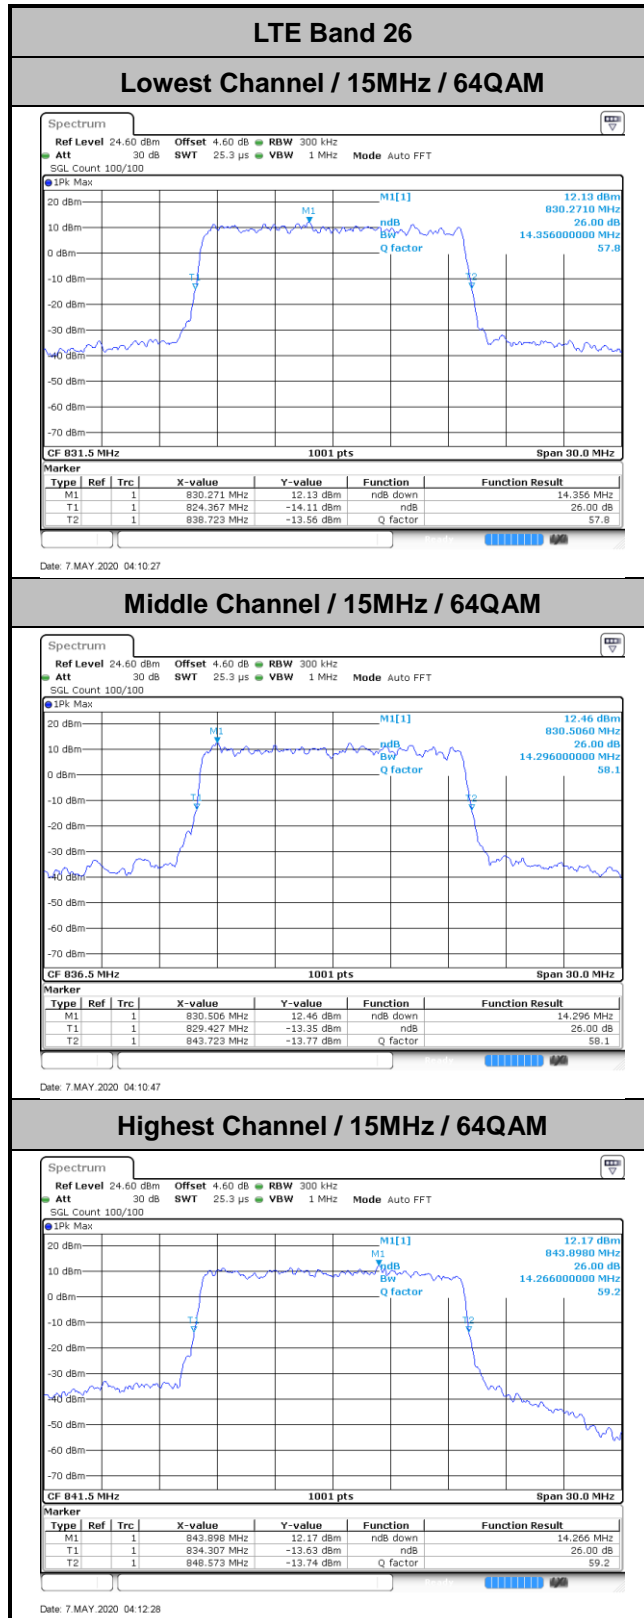 LTE Band 26
Lowest Channel / 15MHz / 64QAM
Spectrum
Ref Level 24.60 dBm Offset 4.60 dB RBW 300 kHz
Att 30 dB SWT 25.3 µs VBW 1 MHz Mode Auto FFT
SGL Count 100/100
1Pk Max
M1[1] 12.13 dBm
830.2710 MHz
ndB 26.00 dB
Bw 14.356000000 MHz
Q factor 57.8
M1
T1
T2
20 dBm
10 dBm
0 dBm
-10 dBm
-20 dBm
-30 dBm
-40 dBm
-50 dBm
-60 dBm
-70 dBm
CF 831.5 MHz 1001 pts Span 30.0 MHz
Marker
Type Ref Trc X-value Y-value Function Function Result
M1 1 830.271 MHz 12.13 dBm ndB down 14.356 MHz
T1 1 824.367 MHz -14.11 dBm ndB 26.00 dB
T2 1 838.723 MHz -13.56 dBm Q factor 57.8
Ready
Date: 7.MAY.2020 04:10:27
Middle Channel / 15MHz / 64QAM
Spectrum
Ref Level 24.60 dBm Offset 4.60 dB RBW 300 kHz
Att 30 dB SWT 25.3 µs VBW 1 MHz Mode Auto FFT
SGL Count 100/100
1Pk Max
M1[1] 12.46 dBm
830.5060 MHz
ndB 26.00 dB
Bw 14.296000000 MHz
Q factor 58.1
M1
T1
T2
20 dBm
10 dBm
0 dBm
-10 dBm
-20 dBm
-30 dBm
-40 dBm
-50 dBm
-60 dBm
-70 dBm
CF 836.5 MHz 1001 pts Span 30.0 MHz
Marker
Type Ref Trc X-value Y-value Function Function Result
M1 1 830.506 MHz 12.46 dBm ndB down 14.296 MHz
T1 1 829.427 MHz -13.35 dBm ndB 26.00 dB
T2 1 843.723 MHz -13.77 dBm Q factor 58.1
Ready
Date: 7.MAY.2020 04:10:47
Highest Channel / 15MHz / 64QAM
Spectrum
Ref Level 24.60 dBm Offset 4.60 dB RBW 300 kHz
Att 30 dB SWT 25.3 µs VBW 1 MHz Mode Auto FFT
SGL Count 100/100
1Pk Max
M1[1] 12.17 dBm
843.8980 MHz
ndB 26.00 dB
Bw 14.266000000 MHz
Q factor 59.2
M1
T1
T2
20 dBm
10 dBm
0 dBm
-10 dBm
-20 dBm
-30 dBm
-40 dBm
-50 dBm
-60 dBm
-70 dBm
CF 841.5 MHz 1001 pts Span 30.0 MHz
Marker
Type Ref Trc X-value Y-value Function Function Result
M1 1 843.898 MHz 12.17 dBm ndB down 14.266 MHz
T1 1 834.307 MHz -13.63 dBm ndB 26.00 dB
T2 1 848.573 MHz -13.74 dBm Q factor 59.2
Ready
Date: 7.MAY.2020 04:12:28